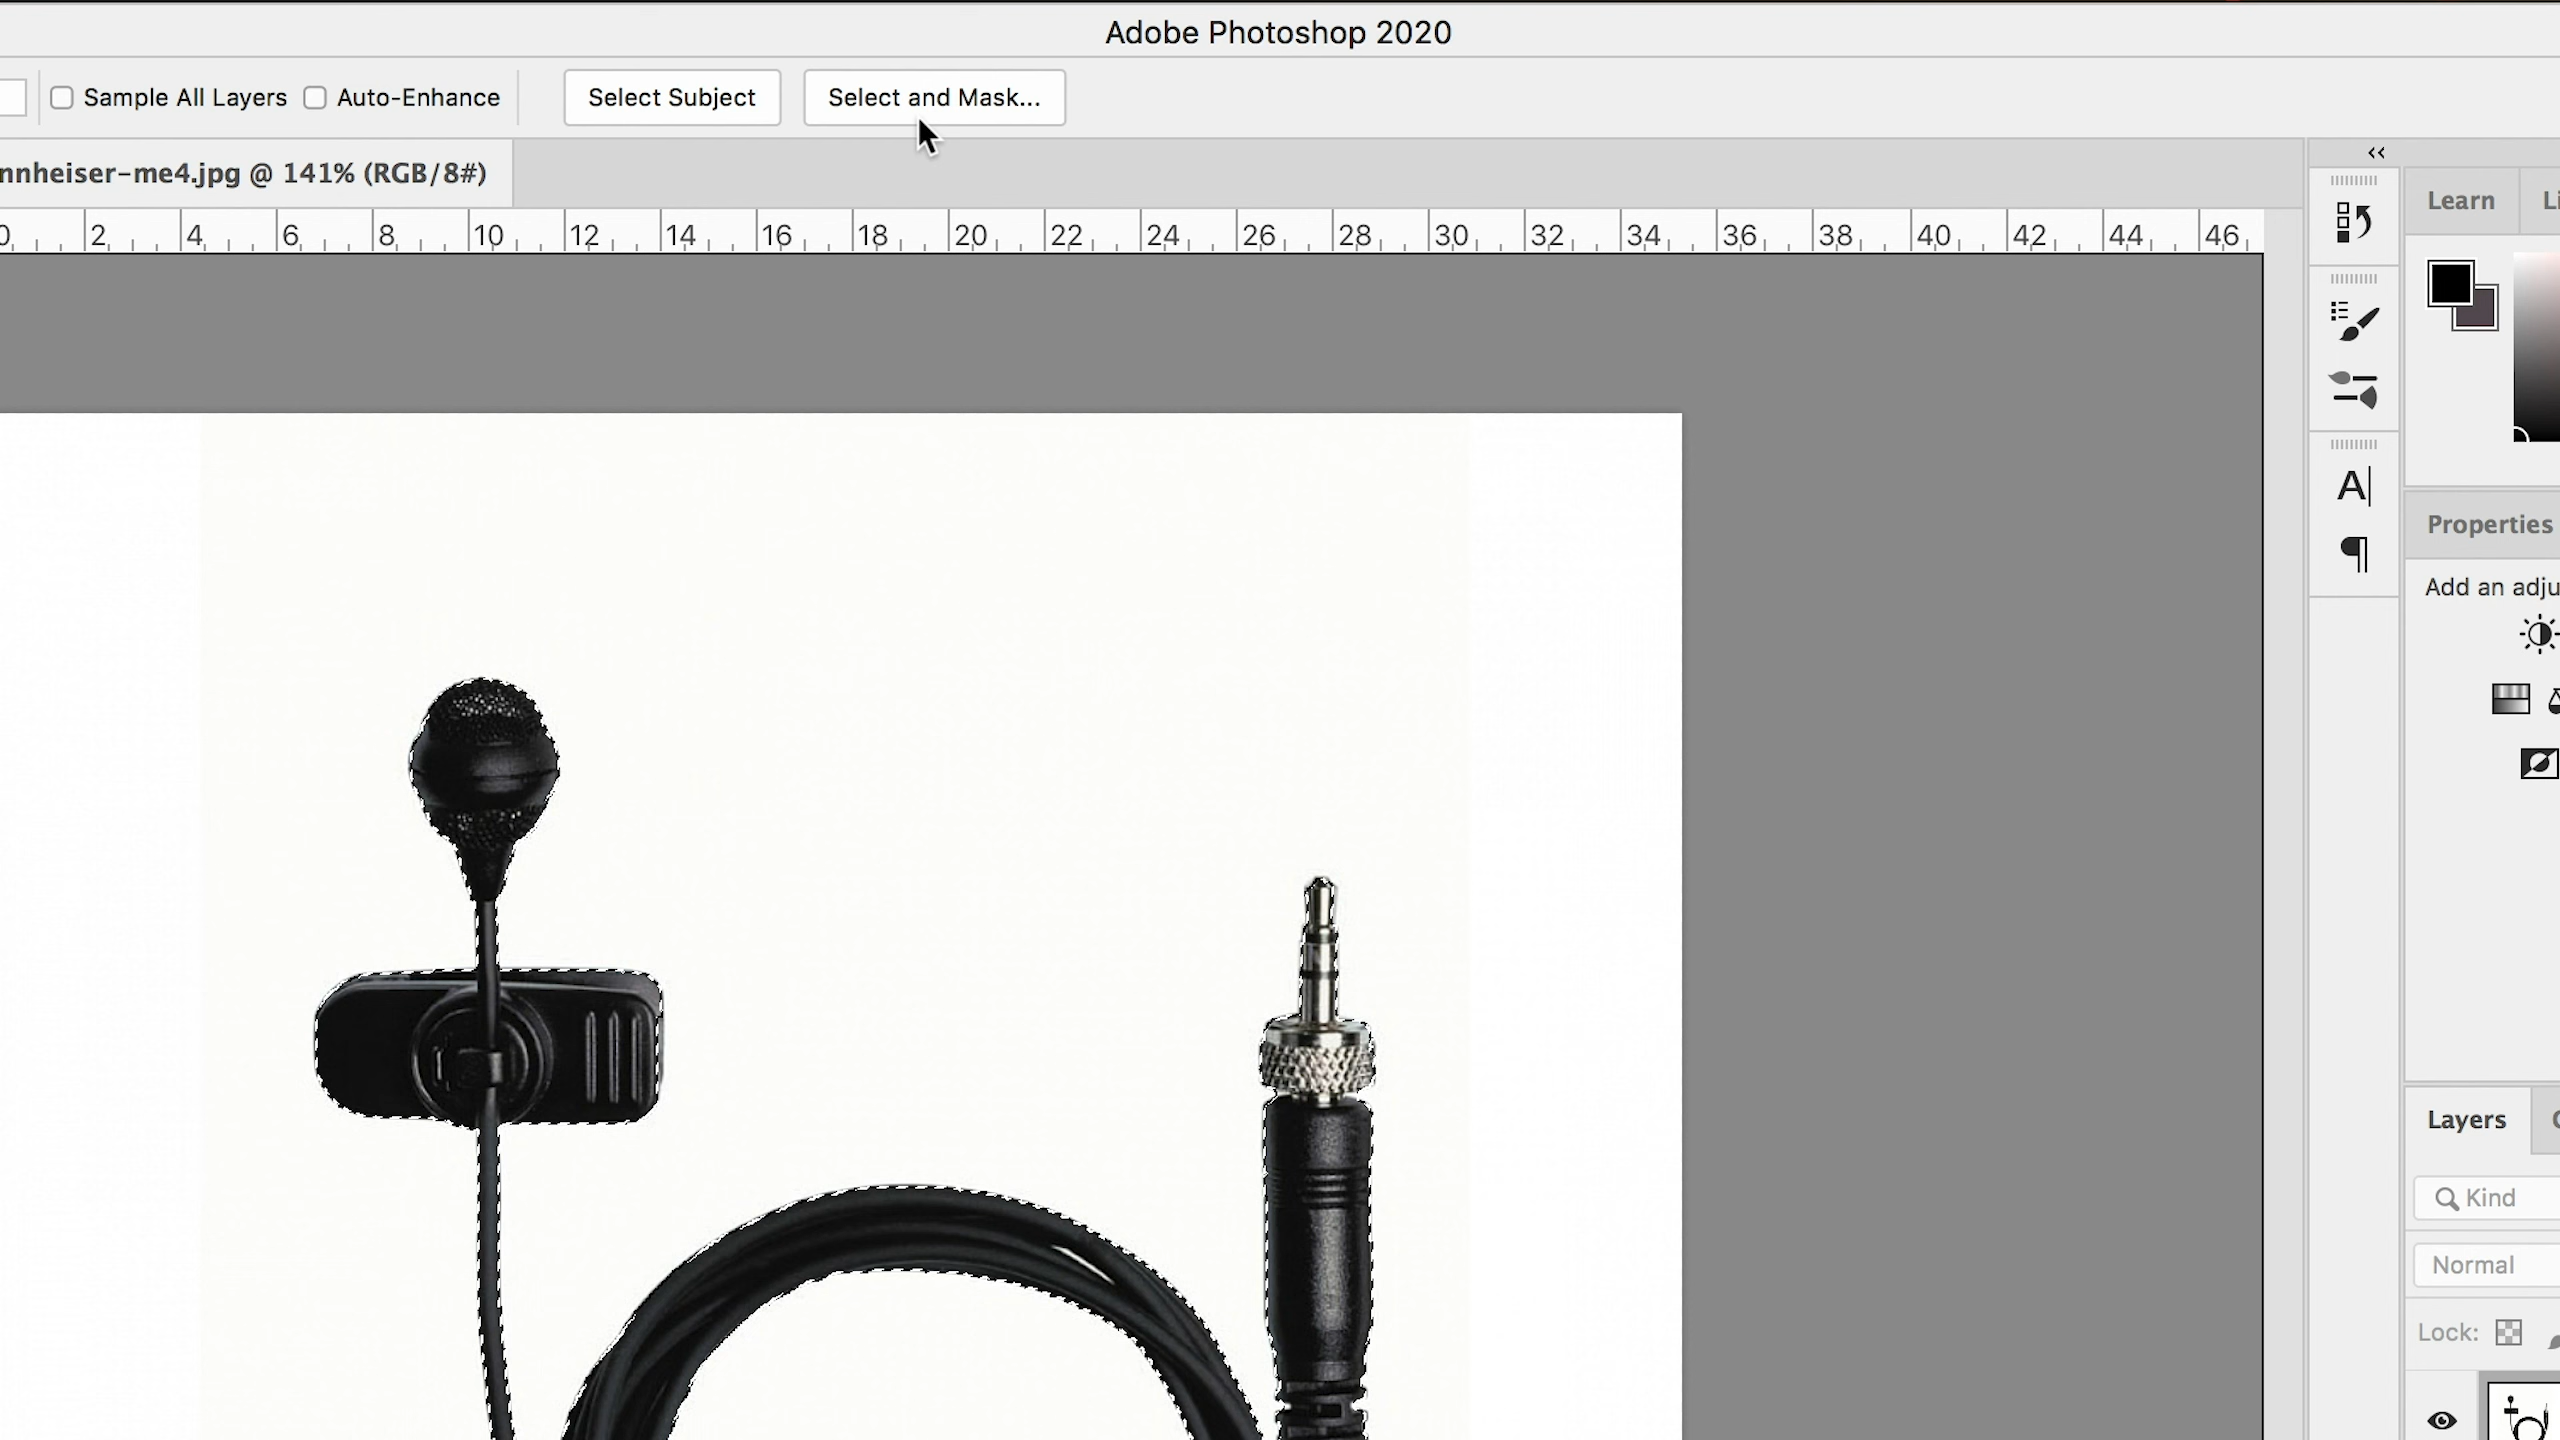 Adobe Photoshop 2020
Sample All Layers Auto-Enhance Select Subject Select and Mask...
nnheiser-me4.jpg @ 141% (RGB/8#)
0 2 4 6 8 10 12 14 16 18 20 22 24 26 28 30 32 34 36 38 40 42 44 46
Learn Li
Properties
Add an adju
Layers
Kind
Normal
Lock: